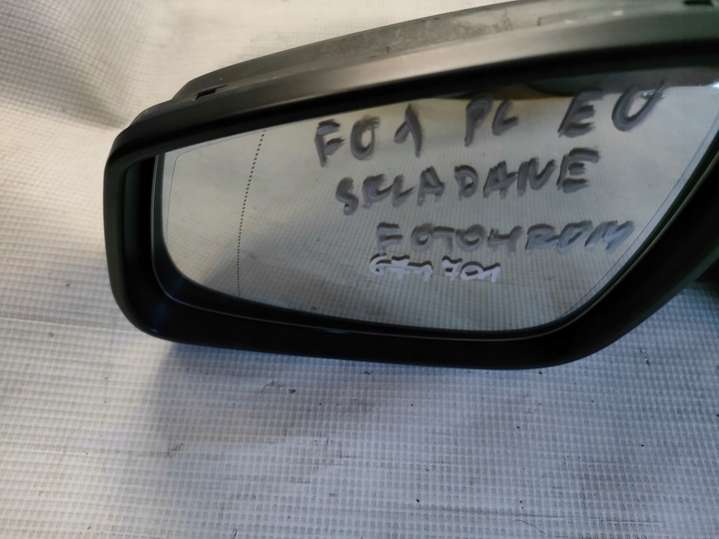 F01 PL EU
SKŁADANE
FOTOHROM